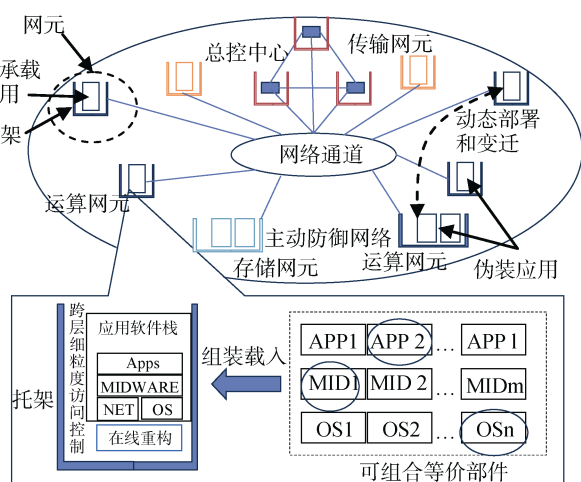 网元
总控中心
传输网元
承载
用
架
动态部署
和变迁
网络通道
运算网元
主动防御网络
存储网元
运算网元
伪装应用
托架
跨层细粒度访问控制
应用软件栈
Apps
MIDWARE
NET OS
在线重构
组装载入
APP1 APP 2 … APP 1
MID1 MID 2 … MIDm
OS1 OS2 … OSn
可组合等价部件